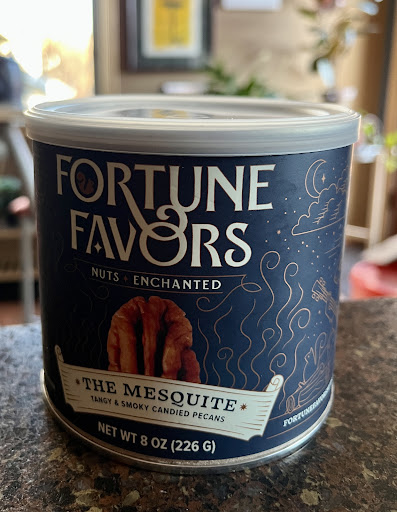 FORTUNE
FAVORS
NUTS ENCHANTED
THE MESQUITE
TANGY & SMOKY CANDIED PECANS
NET WT 8 OZ (226 G)